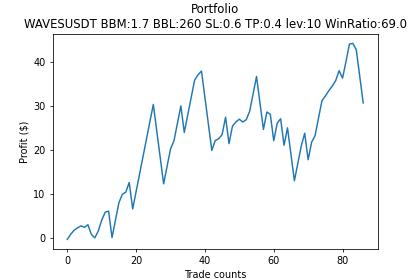 Portfolio
WAVESUSDT BBM:1.7 BBL:260 SL:0.6 TP:0.4 lev:10 WinRatio:69.0
40
30
20
10
0
Profit ($)
0 20 40 60 80
Trade counts